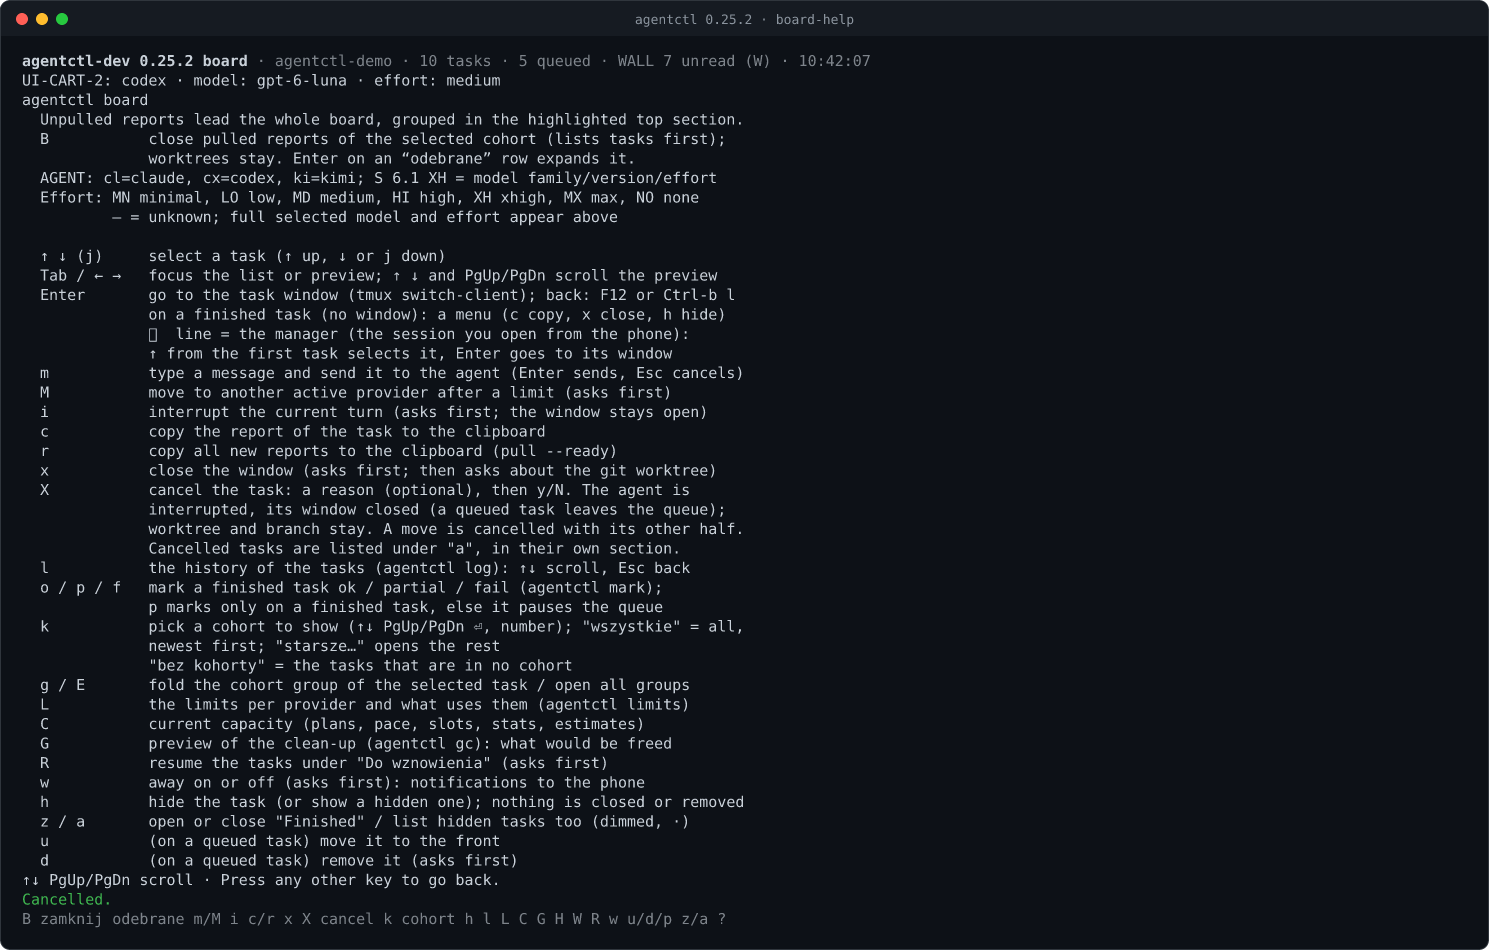 agentctl 0.25.2 · board-help
agentctl-dev 0.25.2 board · agentctl-demo · 10 tasks · 5 queued · WALL 7 unread (W) · 10:42:07
UI-CART-2: codex · model: gpt-6-luna · effort: medium
agentctl board
  Unpulled reports lead the whole board, grouped in the highlighted top section.
  B           close pulled reports of the selected cohort (lists tasks first);
              worktrees stay. Enter on an “odebrane” row expands it.
  AGENT: cl=claude, cx=codex, ki=kimi; S 6.1 XH = model family/version/effort
  Effort: MN minimal, LO low, MD medium, HI high, XH xhigh, MX max, NO none
          — = unknown; full selected model and effort appear above
  ↑ ↓ (j)     select a task (↑ up, ↓ or j down)
  Tab / ← →   focus the list or preview; ↑ ↓ and PgUp/PgDn scroll the preview
  Enter       go to the task window (tmux switch-client); back: F12 or Ctrl-b l
              on a finished task (no window): a menu (c copy, x close, h hide)
              line = the manager (the session you open from the phone):
              ↑ from the first task selects it, Enter goes to its window
  m           type a message and send it to the agent (Enter sends, Esc cancels)
  M           move to another active provider after a limit (asks first)
  i           interrupt the current turn (asks first; the window stays open)
  c           copy the report of the task to the clipboard
  r           copy all new reports to the clipboard (pull --ready)
  x           close the window (asks first; then asks about the git worktree)
  X           cancel the task: a reason (optional), then y/N. The agent is
              interrupted, its window closed (a queued task leaves the queue);
              worktree and branch stay. A move is cancelled with its other half.
              Cancelled tasks are listed under "a", in their own section.
  l           the history of the tasks (agentctl log): ↑↓ scroll, Esc back
  o / p / f   mark a finished task ok / partial / fail (agentctl mark);
              p marks only on a finished task, else it pauses the queue
  k           pick a cohort to show (↑↓ PgUp/PgDn ⏎, number); "wszystkie" = all,
              newest first; "starsze…" opens the rest
              "bez kohorty" = the tasks that are in no cohort
  g / E       fold the cohort group of the selected task / open all groups
  L           the limits per provider and what uses them (agentctl limits)
  C           current capacity (plans, pace, slots, stats, estimates)
  G           preview of the clean-up (agentctl gc): what would be freed
  R           resume the tasks under "Do wznowienia" (asks first)
  w           away on or off (asks first): notifications to the phone
  h           hide the task (or show a hidden one); nothing is closed or removed
  z / a       open or close "Finished" / list hidden tasks too (dimmed, ·)
  u           (on a queued task) move it to the front
  d           (on a queued task) remove it (asks first)
↑↓ PgUp/PgDn scroll · Press any other key to go back.
Cancelled.
B zamknij odebrane m/M i c/r x X cancel k cohort h l L C G H W R w u/d/p z/a ?